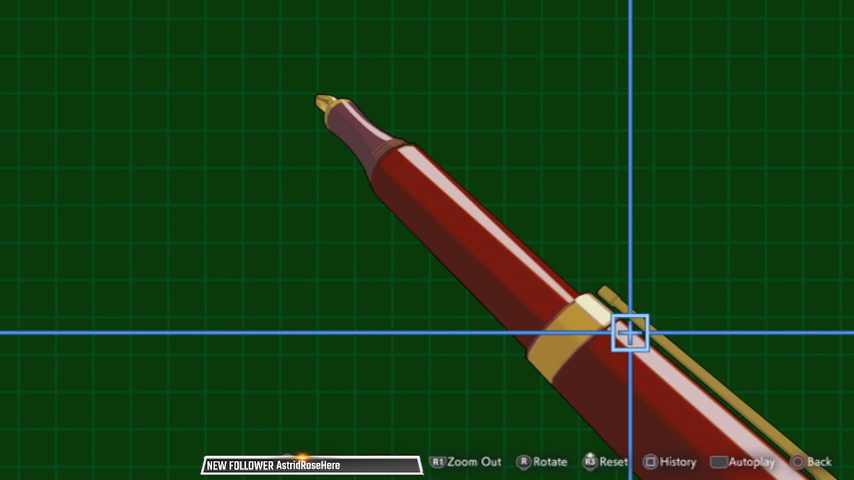 NEW FOLLOWER AstridRoseHere
R1 Zoom Out R Rotate R3 Reset History Autoplay Back